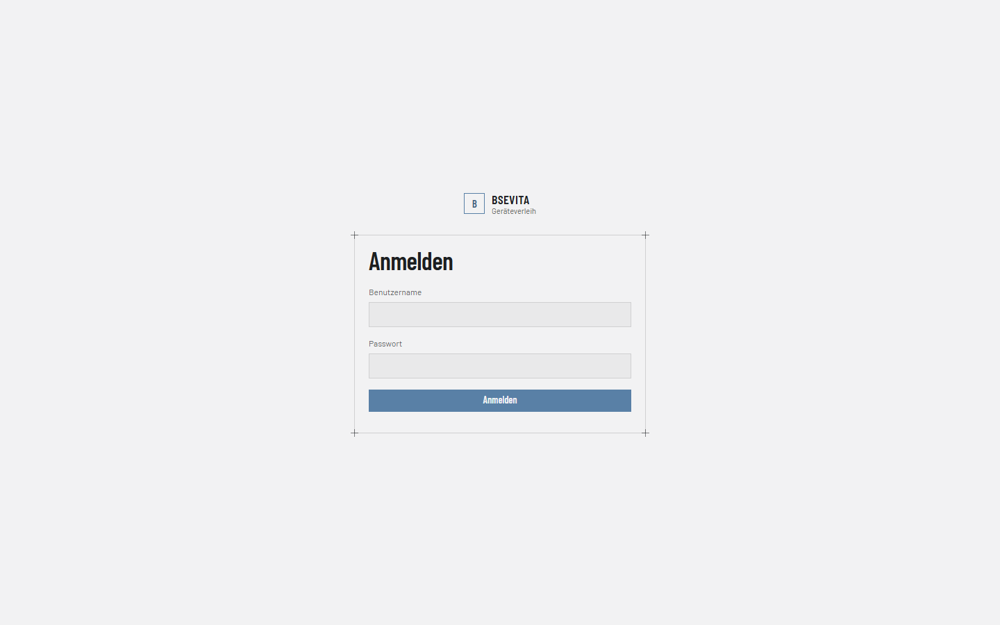 B
BSEVITA
Geräteverleih
Anmelden
Benutzername
Passwort
Anmelden